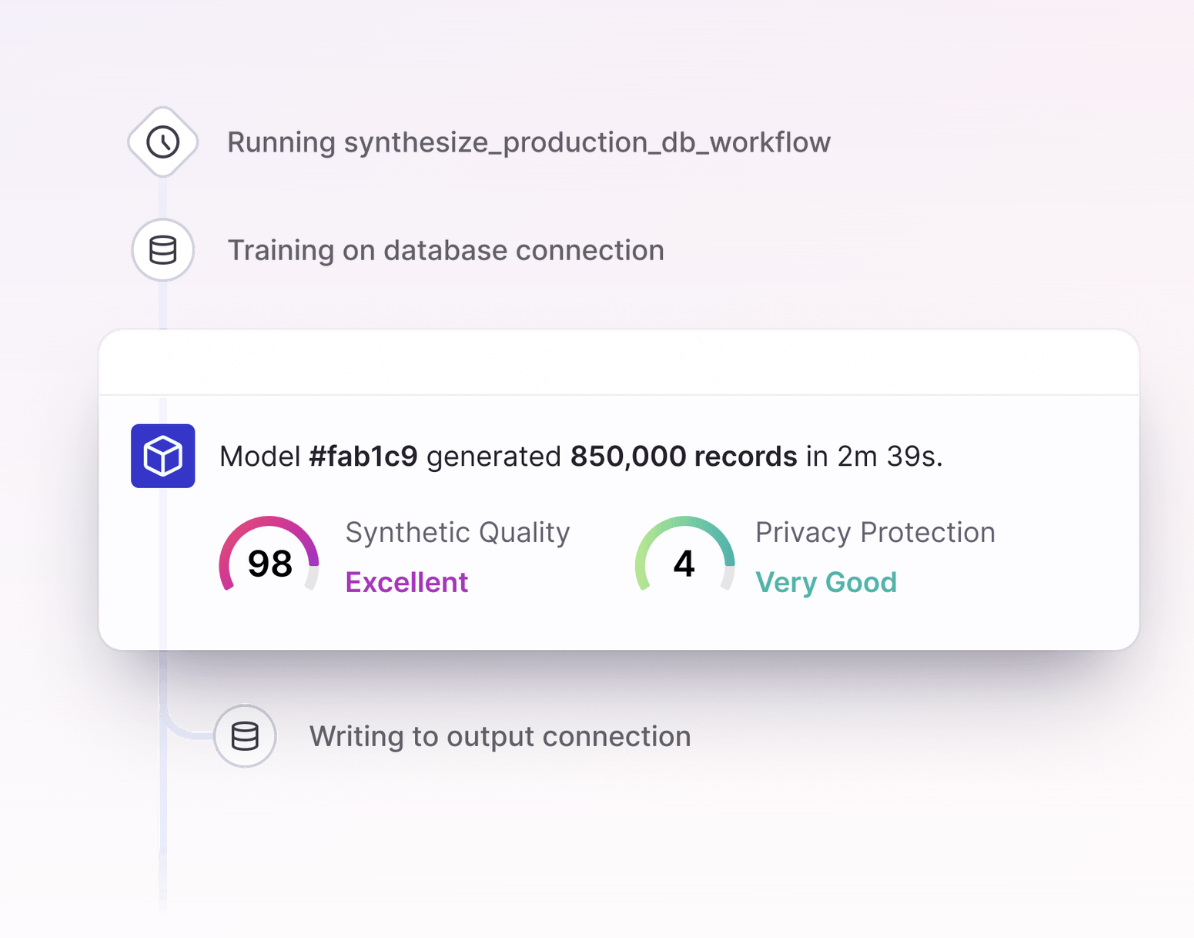 Running synthesize_production_db_workflow
Training on database connection
Model #fab1c9 generated 850,000 records in 2m 39s.
98
Synthetic Quality
Excellent
4
Privacy Protection
Very Good
Writing to output connection